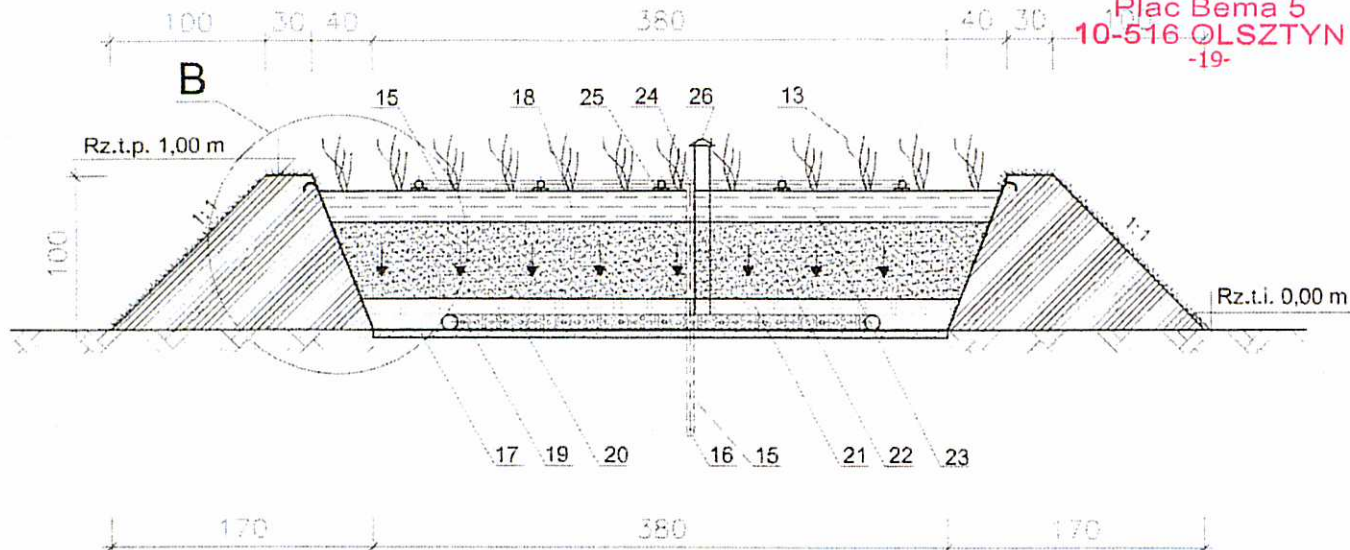 Plac Bema 5
100 30 40 380 40 30
10-516 OLSZTYN
-19-
B
15 18 25 24 26 13
Rz.t.p. 1,00 m
1:1 1:1
100
Rz.t.i. 0,00 m
17 19 20 16 15 21 22 23
170 380 170